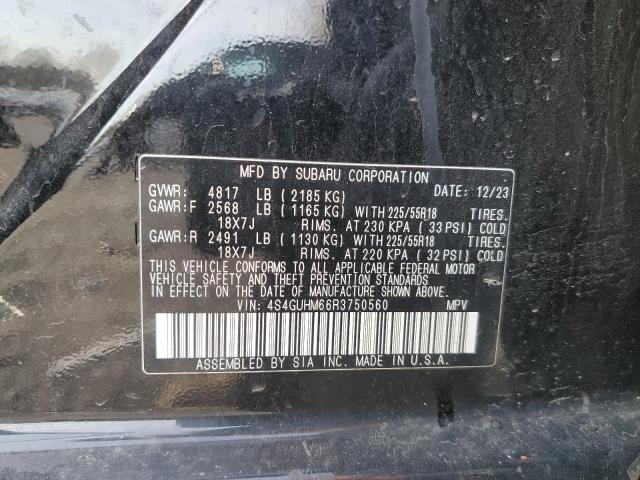 MFD BY SUBARU CORPORATION
GVWR: 4817 LB (2185 KG) DATE: 12/23
GAWR:F 2568 LB (1165 KG) WITH 225/55R18 TIRES.
18X7J RIMS. AT 230 KPA (33 PSI) COLD
GAWR:R 2491 LB (1130 KG) WITH 225/55R18 TIRES.
18X7J RIMS. AT 220 KPA (32 PSI) COLD
THIS VEHICLE CONFORMS TO ALL APPLICABLE FEDERAL MOTOR
VEHICLE SAFETY AND THEFT PREVENTION STANDARDS
IN EFFECT ON THE DATE OF MANUFACTURE SHOWN ABOVE.
VIN: 4S4GUHM66R3750560 MPV
ASSEMBLED BY SIA INC. MADE IN U.S.A.